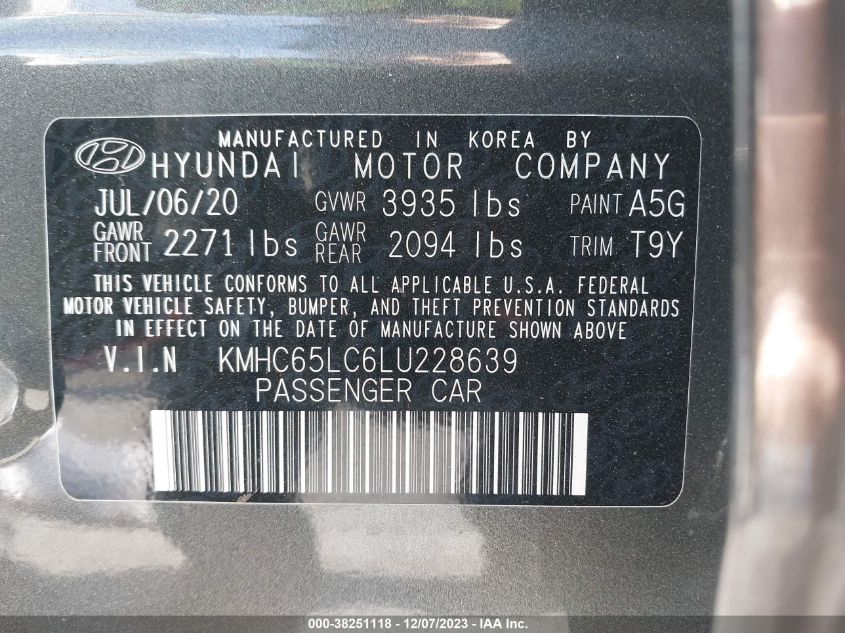 MANUFACTURED IN KOREA BY
HYUNDAI MOTOR COMPANY
JUL/06/20 GVWR 3935 lbs PAINT A5G
GAWR FRONT 2271 lbs GAWR REAR 2094 lbs TRIM T9Y
THIS VEHICLE CONFORMS TO ALL APPLICABLE U.S.A. FEDERAL
MOTOR VEHICLE SAFETY, BUMPER, AND THEFT PREVENTION STANDARDS
IN EFFECT ON THE DATE OF MANUFACTURE SHOWN ABOVE
V.I.N KMHC65LC6LU228639
PASSENGER CAR
000-38251118 - 12/07/2023 - IAA Inc.